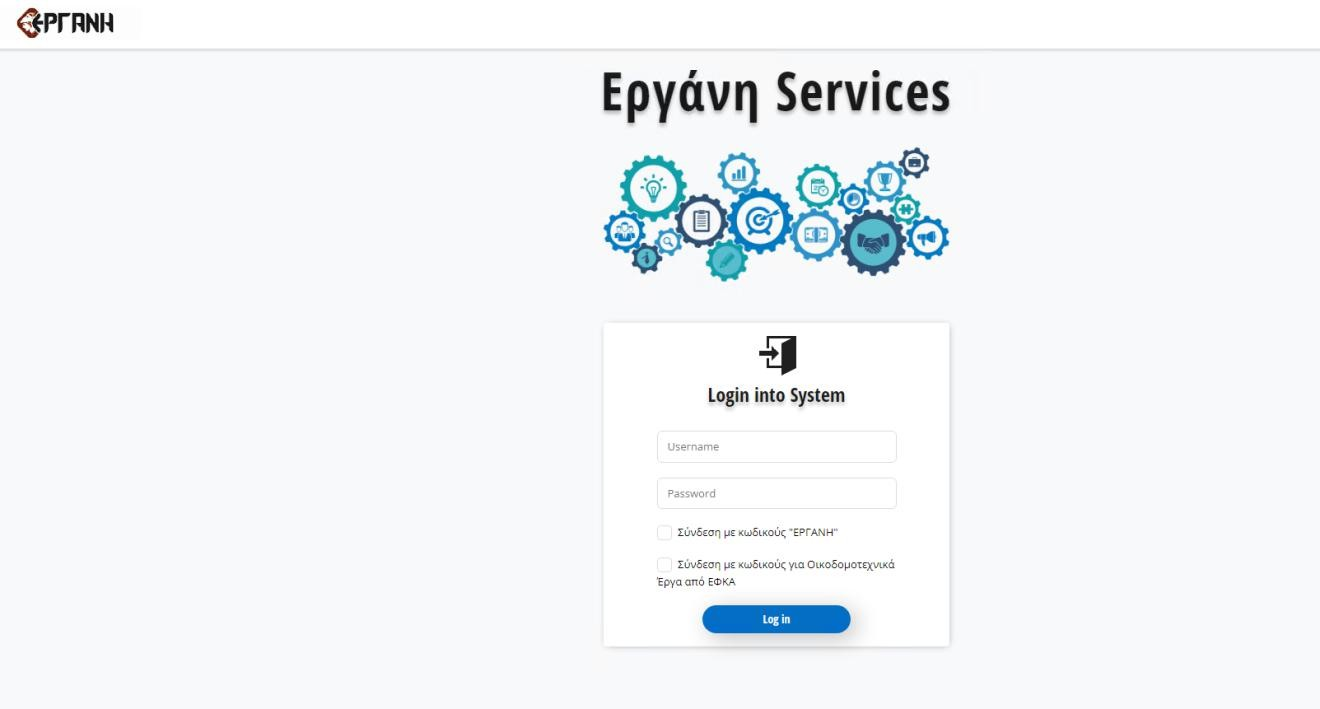 ΕΡΓΑΝΗ
Εργάνη Services
Login into System
Username
Password
Σύνδεση με κωδικούς "ΕΡΓΑΝΗ"
Σύνδεση με κωδικούς για Οικοδομοτεχνικά
Έργα από ΕΦΚΑ
Log in